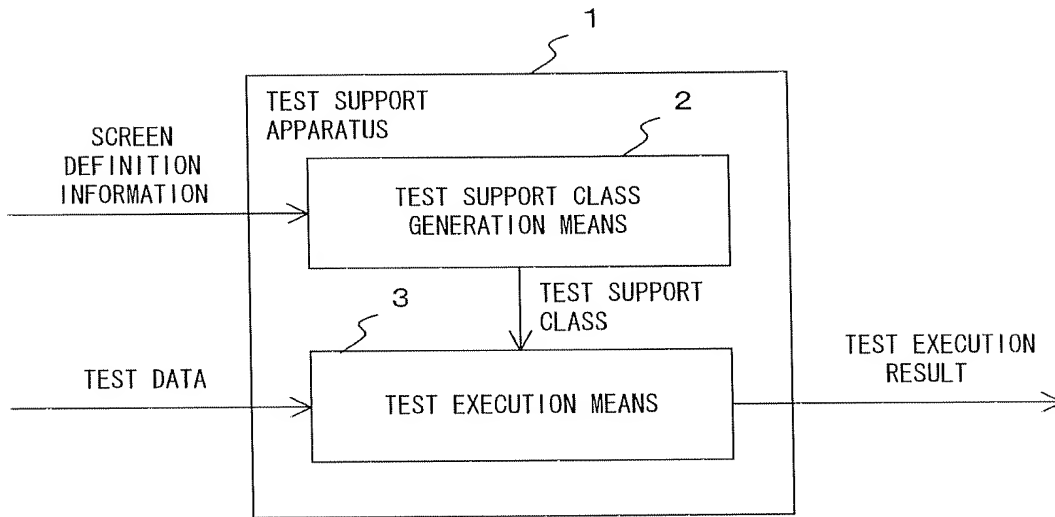 1
TEST SUPPORT
APPARATUS
2
SCREEN
DEFINITION
INFORMATION
TEST SUPPORT CLASS
GENERATION MEANS
3
TEST SUPPORT
CLASS
TEST DATA
TEST EXECUTION MEANS
TEST EXECUTION
RESULT